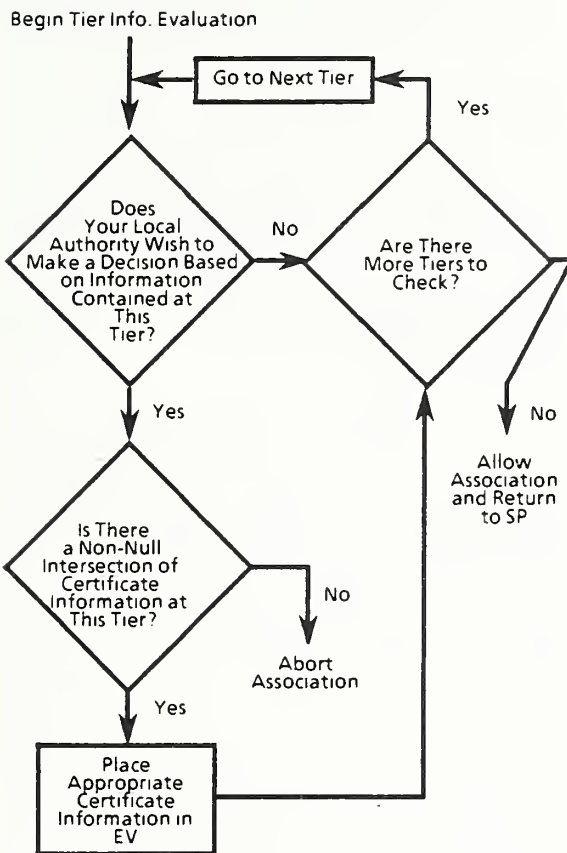 Begin Tier Info. Evaluation
Go to Next Tier
Yes
Does
Your Local
Authority Wish to
Make a Decision Based
on Information
Contained at
This
Tier?
No
Are There
More Tiers to
Check?
Yes
No
Allow
Association
and Return
to SP
Is There
a Non-Null
Intersection of
Certificate
Information at
This Tier?
No
Abort
Association
Yes
Place
Appropriate
Certificate
Information in
EV